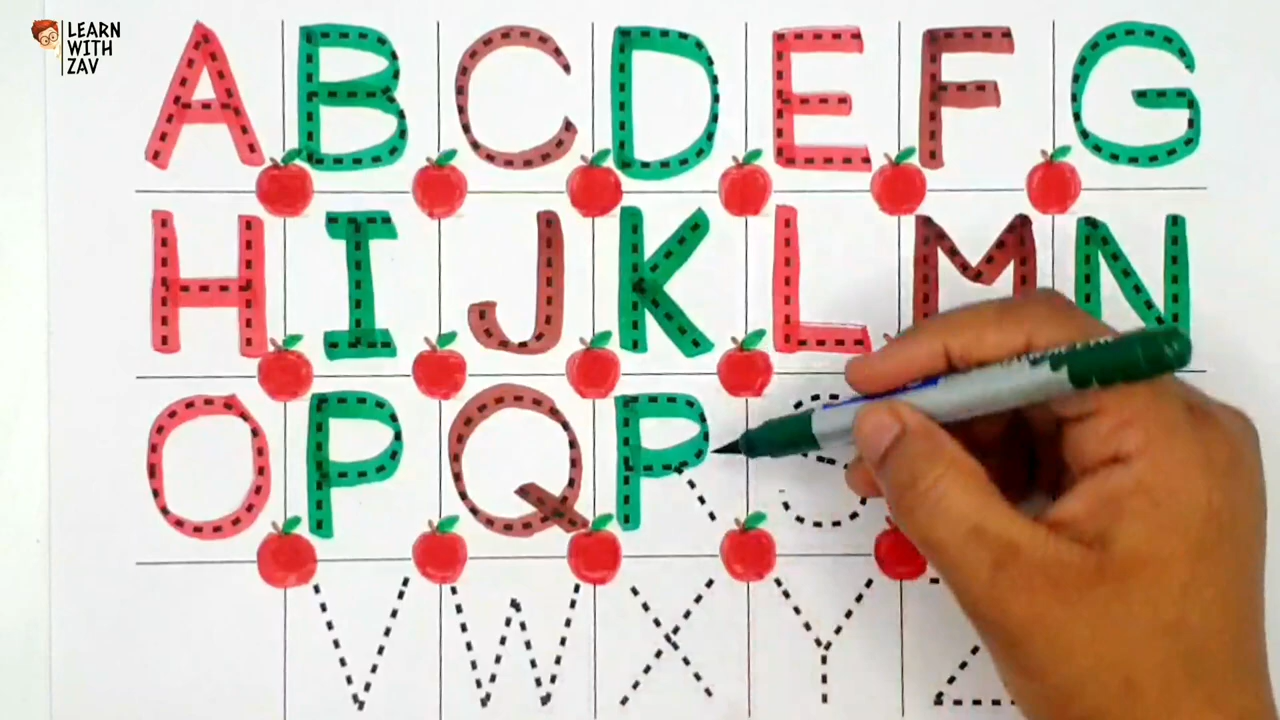 LEARN
WITH
ZAV
A B C D E F G
H I J K L M N
O P Q R S
V W X Y Z